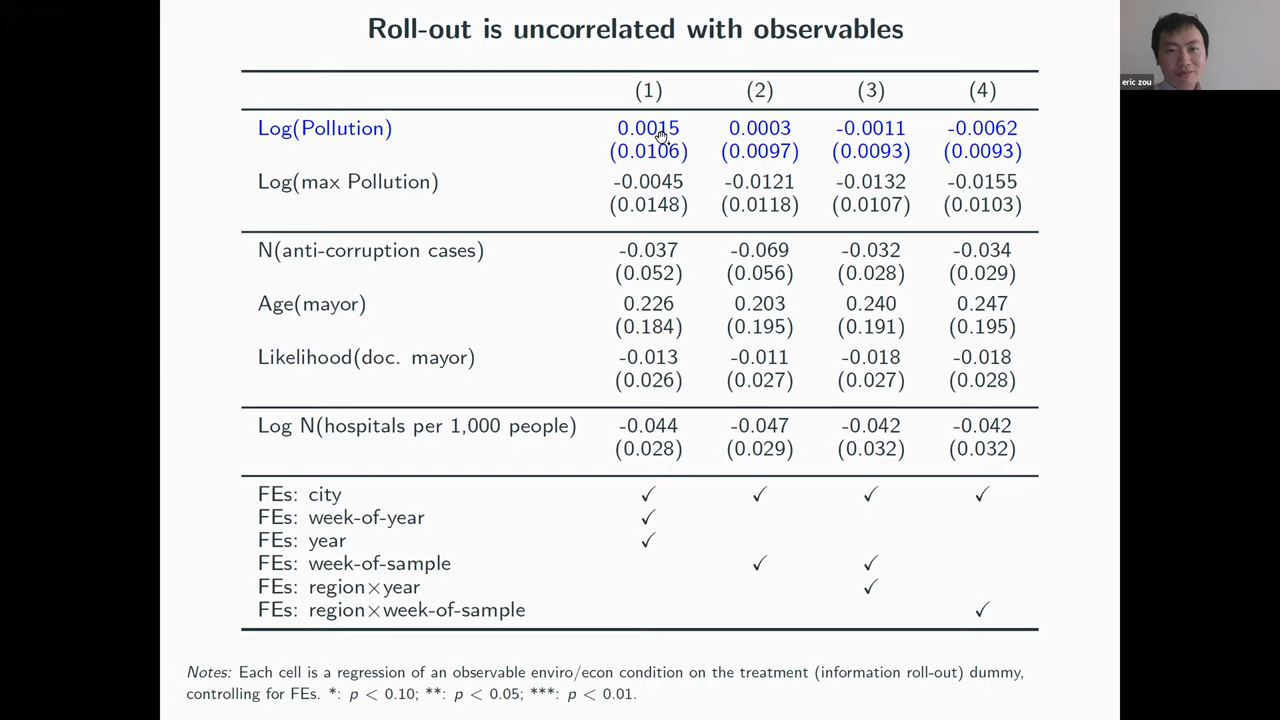 Roll-out is uncorrelated with observables
eric zou
(1) (2) (3) (4)
Log(Pollution) 0.0015 0.0003 -0.0011 -0.0062
(0.0106) (0.0097) (0.0093) (0.0093)
Log(max Pollution) -0.0045 -0.0121 -0.0132 -0.0155
(0.0148) (0.0118) (0.0107) (0.0103)
N(anti-corruption cases) -0.037 -0.069 -0.032 -0.034
(0.052) (0.056) (0.028) (0.029)
Age(mayor) 0.226 0.203 0.240 0.247
(0.184) (0.195) (0.191) (0.195)
Likelihood(doc. mayor) -0.013 -0.011 -0.018 -0.018
(0.026) (0.027) (0.027) (0.028)
Log N(hospitals per 1,000 people) -0.044 -0.047 -0.042 -0.042
(0.028) (0.029) (0.032) (0.032)
FEs: city ✓ ✓ ✓ ✓
FEs: week-of-year ✓
FEs: year ✓
FEs: week-of-sample ✓ ✓
FEs: region×year ✓
FEs: region×week-of-sample ✓
Notes: Each cell is a regression of an observable enviro/econ condition on the treatment (information roll-out) dummy,
controlling for FEs. *: p < 0.10; **: p < 0.05; ***: p < 0.01.